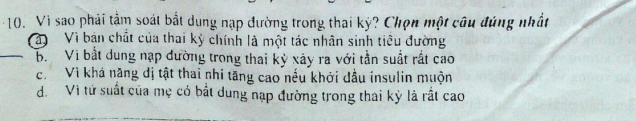 10. Vì sao phải tầm soát bất dung nạp đường trong thai kỳ? Chọn một câu đúng nhất
a. Vì bản chất của thai kỳ chính là một tác nhân sinh tiểu đường
b. Vì bất dung nạp đường trong thai kỳ xảy ra với tần suất rất cao
c. Vì khả năng dị tật thai nhi tăng cao nếu khởi đầu insulin muộn
d. Vì tử suất của mẹ có bất dung nạp đường trong thai kỳ là rất cao